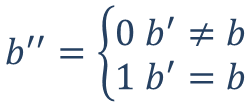 b'' = { 0 b' ≠ b
1 b' = b